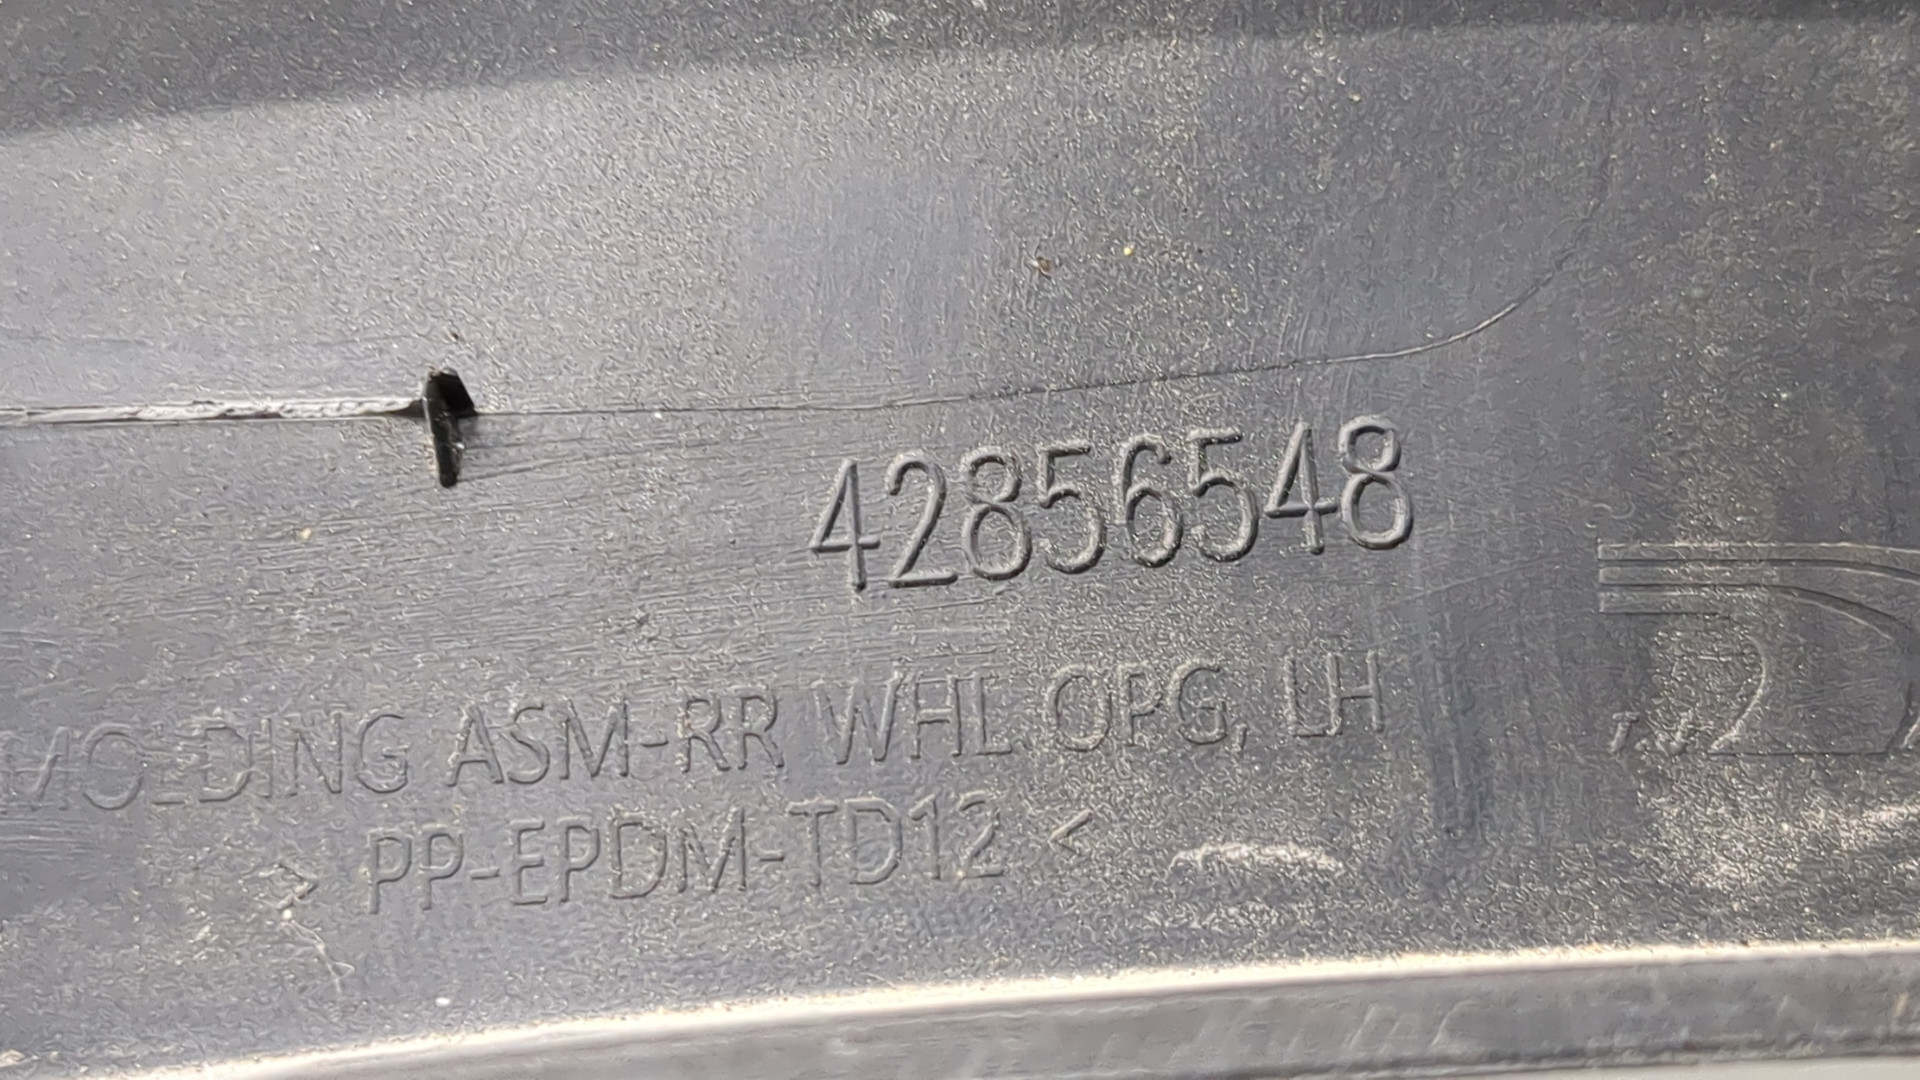 42856548
MOLDING ASM-RR WHL OPG, LH
> PP-EPDM-TD12 <